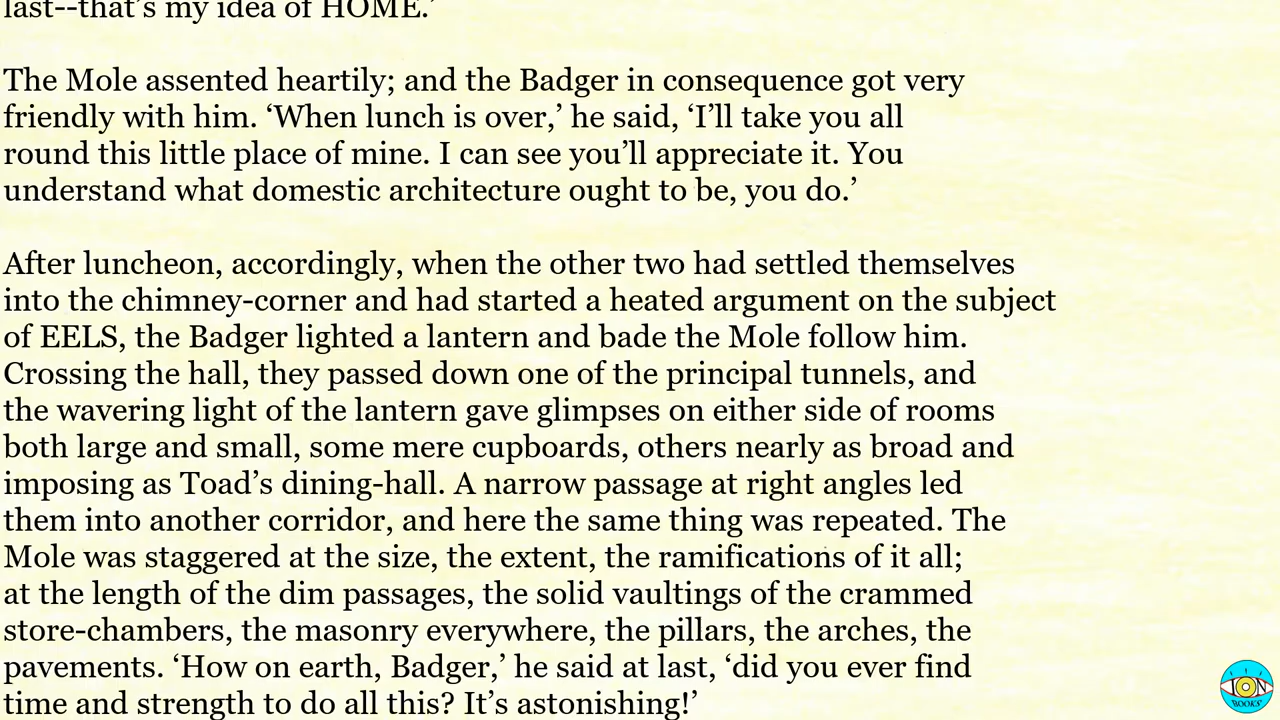 last--that’s my idea of HOME.’
The Mole assented heartily; and the Badger in consequence got very
friendly with him. ‘When lunch is over,’ he said, ‘I’ll take you all
round this little place of mine. I can see you’ll appreciate it. You
understand what domestic architecture ought to be, you do.’
After luncheon, accordingly, when the other two had settled themselves
into the chimney-corner and had started a heated argument on the subject
of EELS, the Badger lighted a lantern and bade the Mole follow him.
Crossing the hall, they passed down one of the principal tunnels, and
the wavering light of the lantern gave glimpses on either side of rooms
both large and small, some mere cupboards, others nearly as broad and
imposing as Toad’s dining-hall. A narrow passage at right angles led
them into another corridor, and here the same thing was repeated. The
Mole was staggered at the size, the extent, the ramifications of it all;
at the length of the dim passages, the solid vaultings of the crammed
store-chambers, the masonry everywhere, the pillars, the arches, the
pavements. ‘How on earth, Badger,’ he said at last, ‘did you ever find
time and strength to do all this? It’s astonishing!’
ION
BOOKS